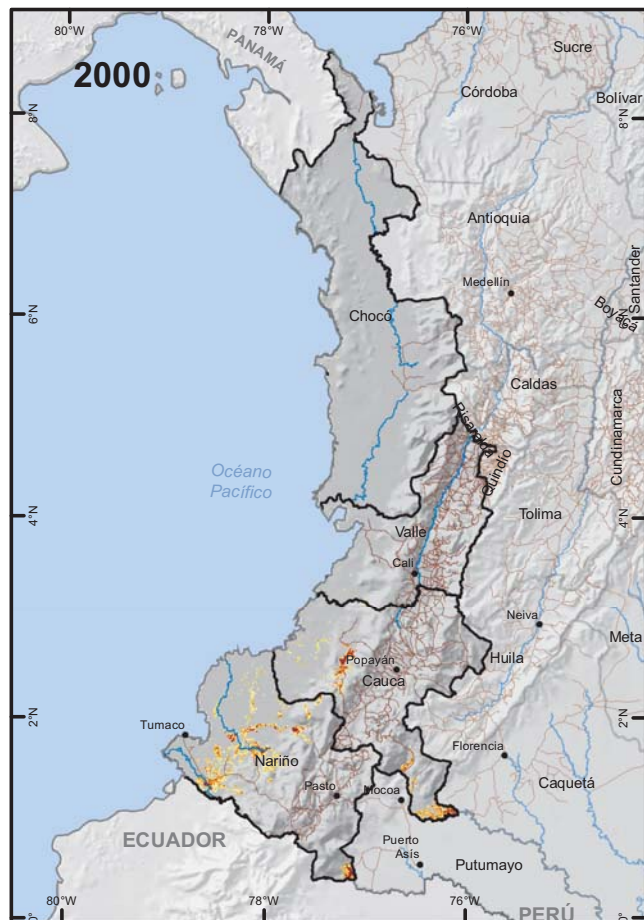 80°W
78°W
76°W
2000
PANAMÁ
Sucre
Córdoba
Bolívar
8°N
8°N
Antioquia
Medellín
Santander
Boyacá
6°N
Chocó
Caldas
Risaralda
Cundinamarca
Quindío
Océano
Pacífico
4°N
4°N
Valle
Tolima
Cali
Neiva
Meta
Popayán
Huila
Cauca
2°N
2°N
Tumaco
Florencia
Nariño
Caquetá
Pasto
Mocoa
ECUADOR
Puerto
Asís
Putumayo
PERÚ
80°W
78°W
76°W